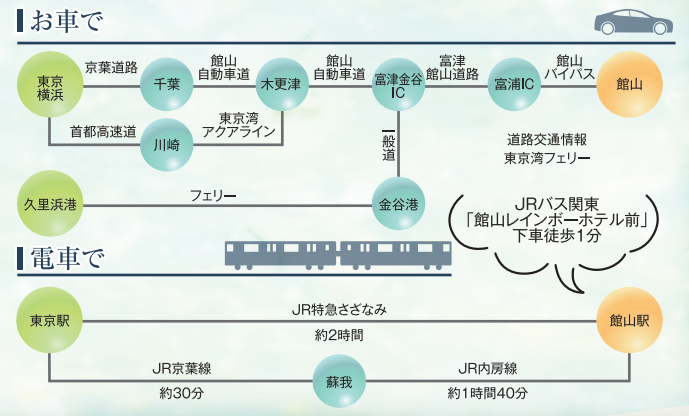 お車で
東京
横浜
京葉道路
千葉
館山
自動車道
木更津
館山
自動車道
富津金谷
IC
富津
館山道路
富浦IC
館山
バイパス
館山
首都高速道
川崎
東京湾
アクアライン
一般道
道路交通情報
東京湾フェリー
久里浜港
フェリー
金谷港
JRバス関東
「館山レインボーホテル前」
下車徒歩1分
電車で
東京駅
JR特急さざなみ
約2時間
館山駅
JR京葉線
約30分
蘇我
JR内房線
約1時間40分